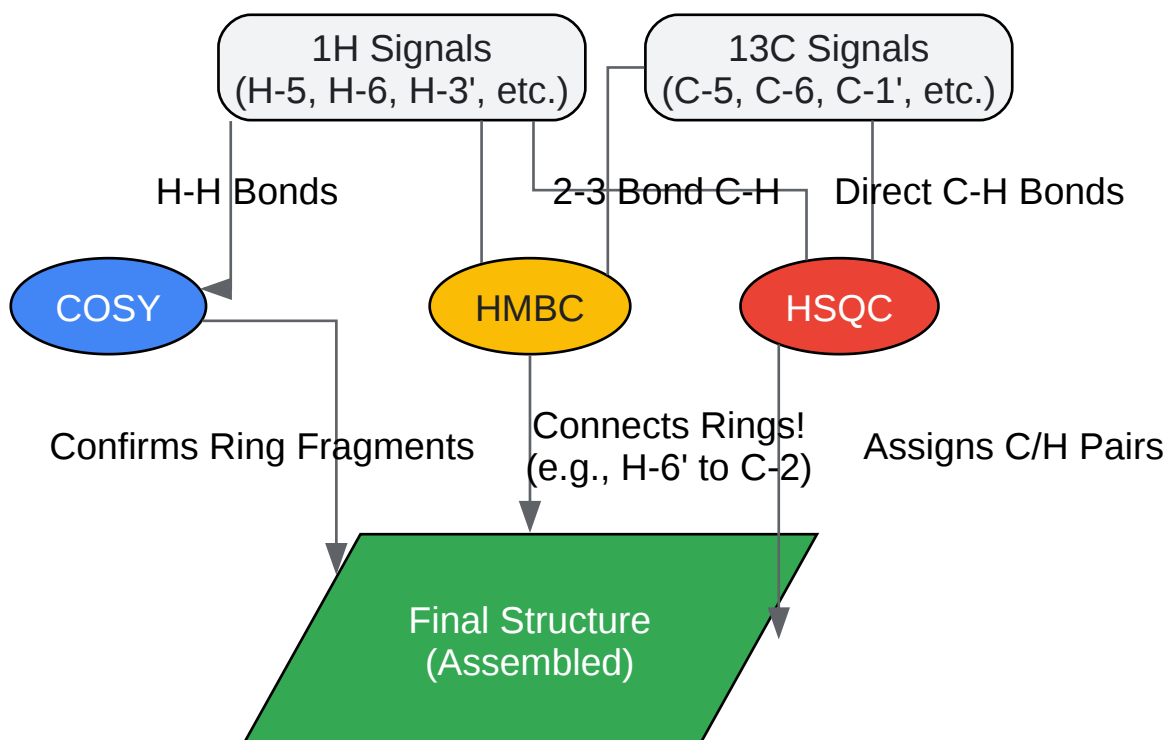 1H Signals
(H-5, H-6, H-3', etc.)
13C Signals
(C-5, C-6, C-1', etc.)
H-H Bonds
2-3 Bond C-H
Direct C-H Bonds
COSY
HMBC
HSQC
Confirms Ring Fragments
Connects Rings!
(e.g., H-6' to C-2)
Assigns C/H Pairs
Final Structure
(Assembled)